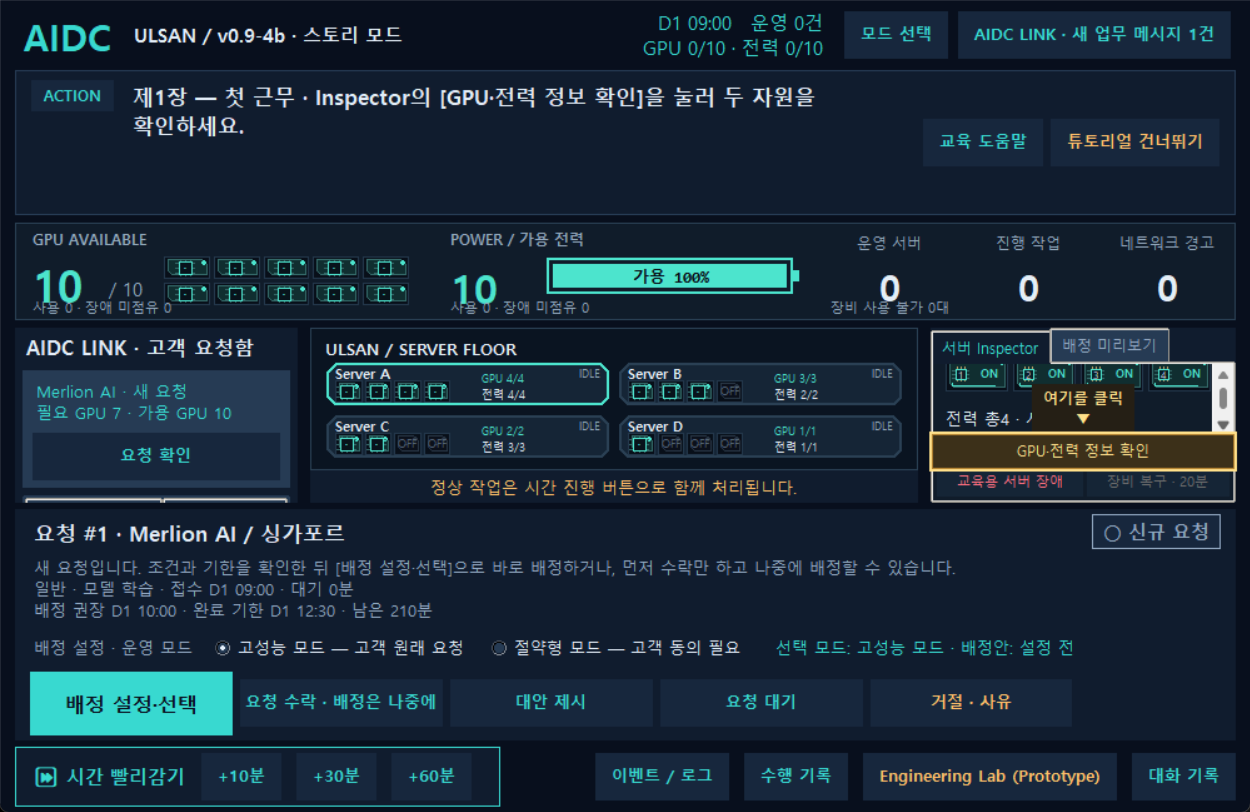 AIDC ULSAN / v0.9-4b · 스토리 모드
D1 09:00 운영 0건
GPU 0/10 · 전력 0/10
모드 선택
AIDC LINK · 새 업무 메시지 1건
ACTION
제1장 — 첫 근무 · Inspector의 [GPU·전력 정보 확인]을 눌러 두 자원을
확인하세요.
교육 도움말
튜토리얼 건너뛰기
GPU AVAILABLE
10 / 10
사용 0 · 장애 미점유 0
POWER / 가용 전력
10
가용 100%
사용 0 · 장애 미점유 0
운영 서버
0
장비 사용 불가 0대
진행 작업
0
네트워크 경고
0
AIDC LINK · 고객 요청함
Merlion AI · 새 요청
필요 GPU 7 · 가용 GPU 10
요청 확인
ULSAN / SERVER FLOOR
Server A
GPU 4/4
전력 4/4
IDLE
Server B
OFF
GPU 3/3
전력 2/2
IDLE
Server C
OFF OFF
GPU 2/2
전력 3/3
IDLE
Server D
OFF OFF OFF
GPU 1/1
전력 1/1
IDLE
정상 작업은 시간 진행 버튼으로 함께 처리됩니다.
서버 Inspector
배정 미리보기
1 ON 2 ON 3 ON 4 ON
여기를 클릭
▼
전력 총4 ·
GPU·전력 정보 확인
교육용 서버 장애
장비 복구 · 20분
요청 #1 · Merlion AI / 싱가포르
○ 신규 요청
새 요청입니다. 조건과 기한을 확인한 뒤 [배정 설정·선택]으로 바로 배정하거나, 먼저 수락만 하고 나중에 배정할 수 있습니다.
일반 · 모델 학습 · 접수 D1 09:00 · 대기 0분
배정 권장 D1 10:00 · 완료 기한 D1 12:30 · 남은 210분
배정 설정 · 운영 모드
고성능 모드 — 고객 원래 요청
절약형 모드 — 고객 동의 필요
선택 모드: 고성능 모드 · 배정안: 설정 전
배정 설정·선택
요청 수락 · 배정은 나중에
대안 제시
요청 대기
거절 · 사유
시간 빨리감기
+10분
+30분
+60분
이벤트 / 로그
수행 기록
Engineering Lab (Prototype)
대화 기록